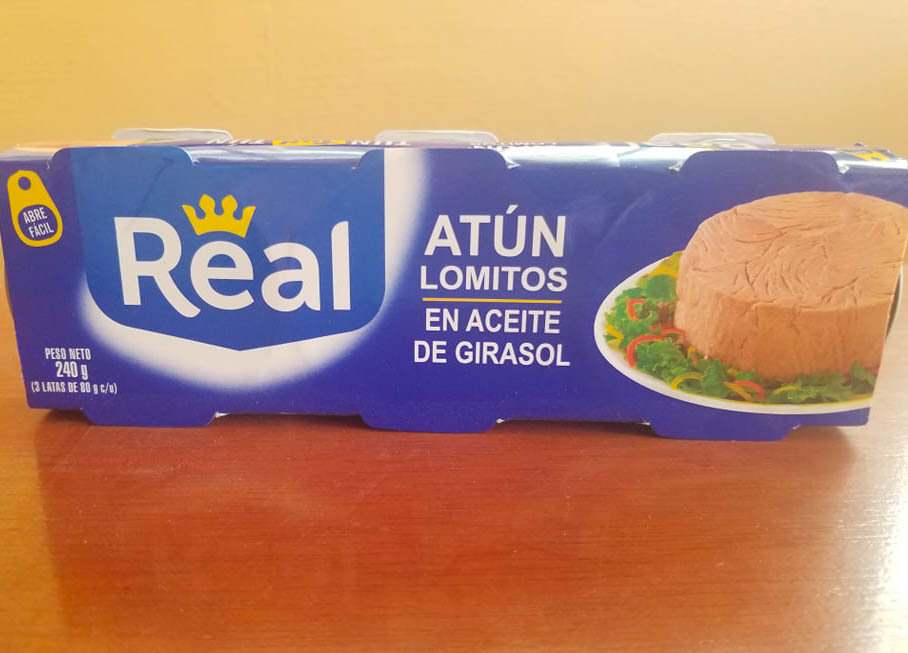 ABRE
FÁCIL
Real
ATÚN
LOMITOS
EN ACEITE
DE GIRASOL
PESO NETO
240 g
(3 LATAS DE 80 g c/u)